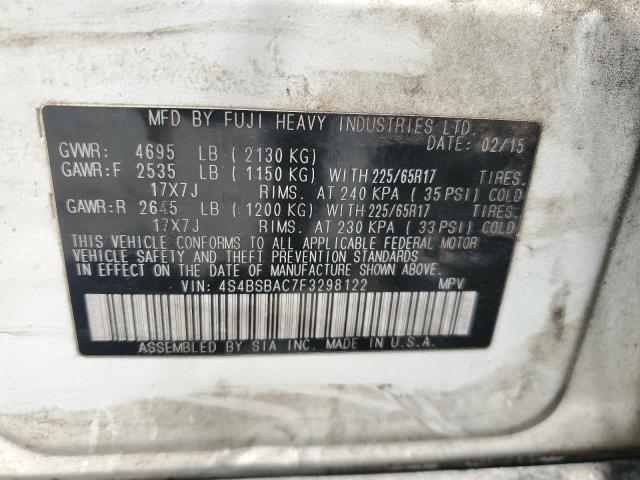 MFD BY FUJI HEAVY INDUSTRIES LTD.
DATE: 02/15
GVWR: 4695 LB (2130 KG)
GAWR:F 2535 LB (1150 KG) WITH 225/65R17 TIRES.
17X7J RIMS. AT 240 KPA (35 PSI) COLD
GAWR:R 2645 LB (1200 KG) WITH 225/65R17 TIRES.
17X7J RIMS. AT 230 KPA (33 PSI) COLD
THIS VEHICLE CONFORMS TO ALL APPLICABLE FEDERAL MOTOR
VEHICLE SAFETY AND THEFT PREVENTION STANDARDS
IN EFFECT ON THE DATE OF MANUFACTURE SHOWN ABOVE.
VIN: 4S4BSBAC7F3298122 MPV
ASSEMBLED BY SIA INC. MADE IN U.S.A.